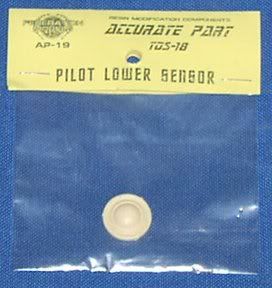 RESIN MODIFICATION COMPONENTS
ACCURATE PART
AP-19
TOS-18
PILOT LOWER SENSOR